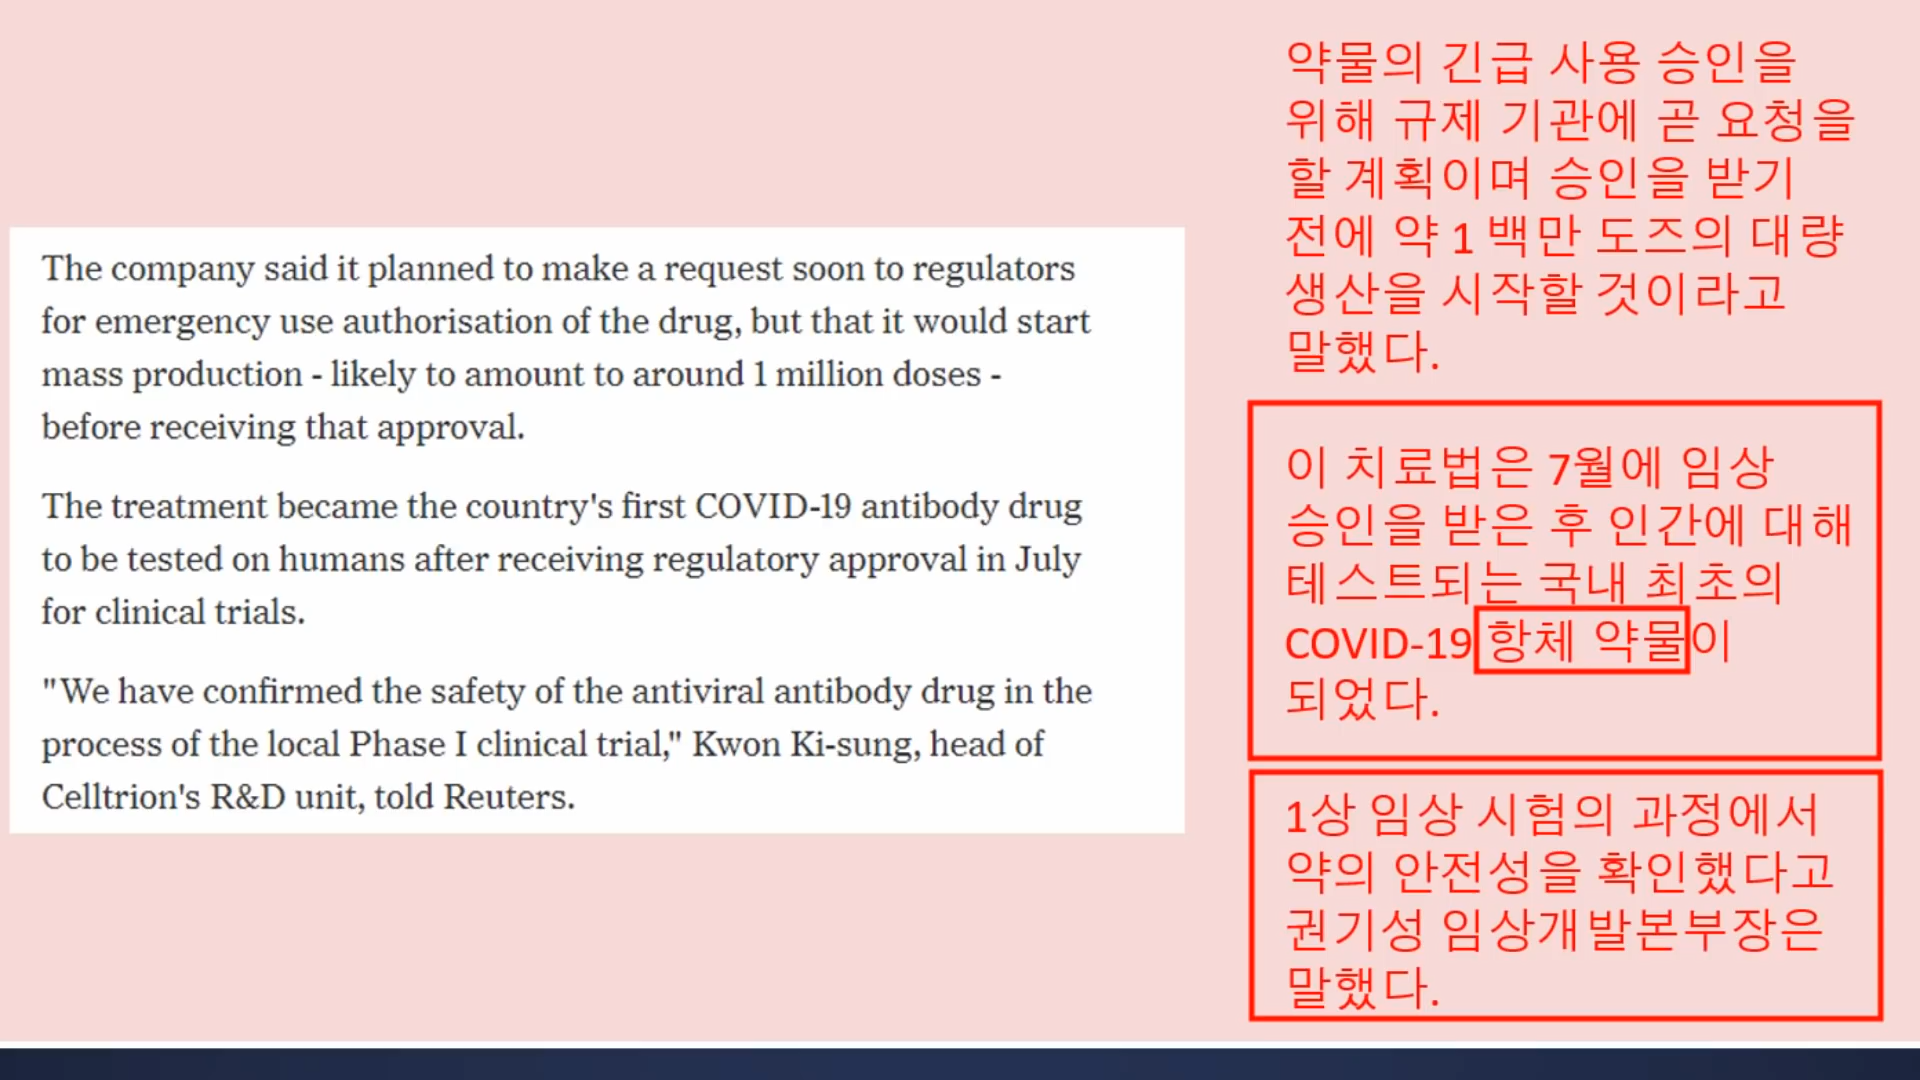 The company said it planned to make a request soon to regulators
for emergency use authorisation of the drug, but that it would start
mass production - likely to amount to around 1 million doses -
before receiving that approval.
The treatment became the country's first COVID-19 antibody drug
to be tested on humans after receiving regulatory approval in July
for clinical trials.
"We have confirmed the safety of the antiviral antibody drug in the
process of the local Phase I clinical trial," Kwon Ki-sung, head of
Celltrion's R&D unit, told Reuters.
약물의 긴급 사용 승인을
위해 규제 기관에 곧 요청을
할 계획이며 승인을 받기
전에 약 1 백만 도즈의 대량
생산을 시작할 것이라고
말했다.
이 치료법은 7월에 임상
승인을 받은 후 인간에 대해
테스트되는 국내 최초의
COVID-19 항체 약물이
되었다.
1상 임상 시험의 과정에서
약의 안전성을 확인했다고
권기성 임상개발본부장은
말했다.